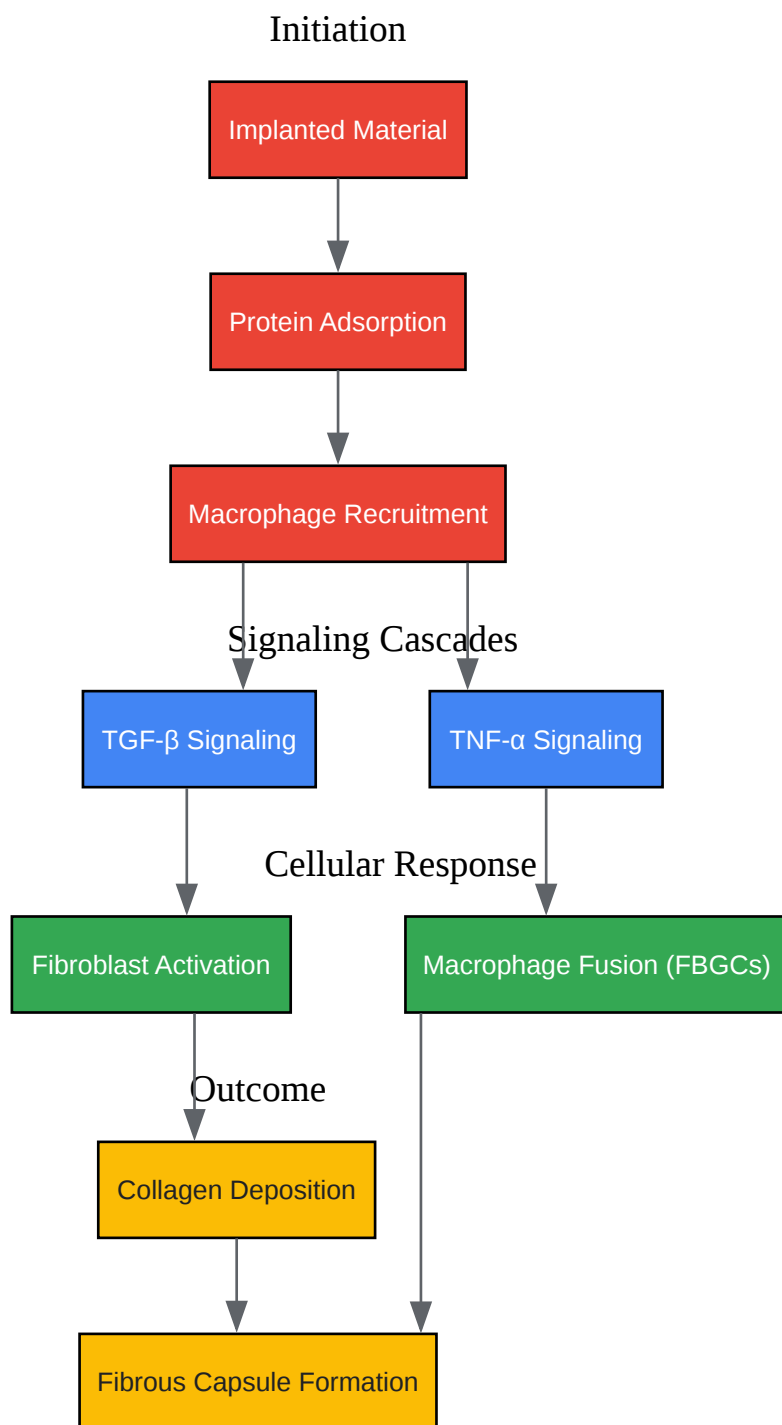 Initiation
Implanted Material
Protein Adsorption
Macrophage Recruitment
Signaling Cascades
TGF-β Signaling
TNF-α Signaling
Cellular Response
Fibroblast Activation
Macrophage Fusion (FBGCs)
Outcome
Collagen Deposition
Fibrous Capsule Formation